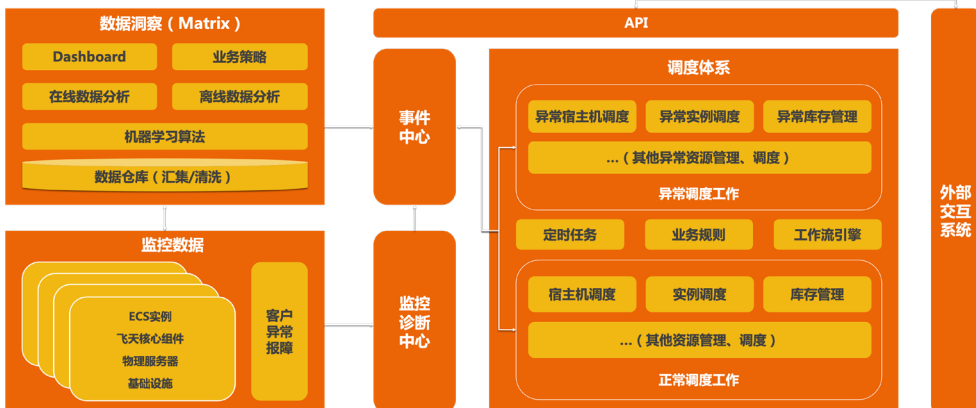 数据洞察（Matrix）
Dashboard
业务策略
在线数据分析
离线数据分析
机器学习算法
数据仓库（汇集/清洗）
监控数据
ECS实例
飞天核心组件
物理服务器
基础设施
客户
异常
报障
事件
中心
监控
诊断
中心
API
调度体系
异常宿主机调度
异常实例调度
异常库存管理
...（其他异常资源管理、调度）
异常调度工作
定时任务
业务规则
工作流引擎
宿主机调度
实例调度
库存管理
...（其他资源管理、调度）
正常调度工作
外部
交互
系统